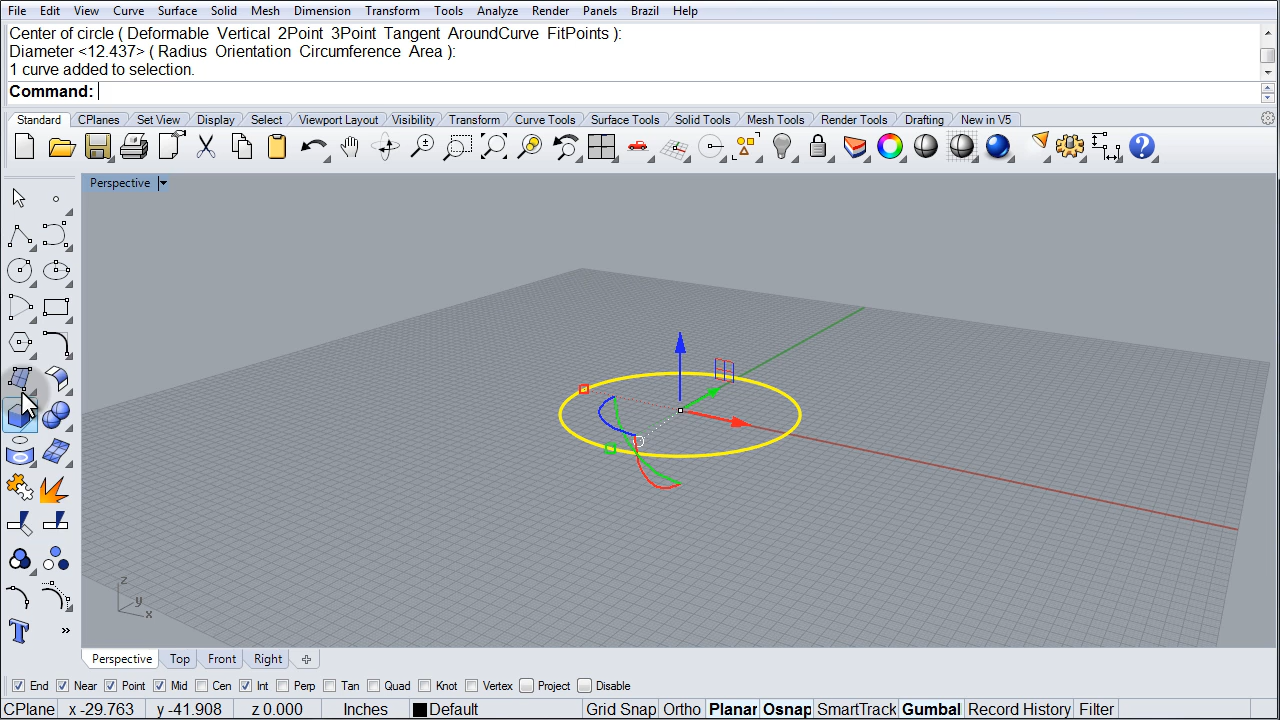 File Edit View Curve Surface Solid Mesh Dimension Transform Tools Analyze Render Panels Brazil Help
Center of circle ( Deformable Vertical 2Point 3Point Tangent AroundCurve FitPoints ):
Diameter <12.437> ( Radius Orientation Circumference Area ):
1 curve added to selection.
Command:
Standard CPlanes Set View Display Select Viewport Layout Visibility Transform Curve Tools Surface Tools Solid Tools Mesh Tools Render Tools Drafting New in V5
Perspective
z
y
x
Perspective Top Front Right
End Near Point Mid Cen Int Perp Tan Quad Knot Vertex Project Disable
CPlane x -29.763 y -41.908 z 0.000 Inches Default Grid Snap Ortho Planar Osnap SmartTrack Gumbal Record History Filter